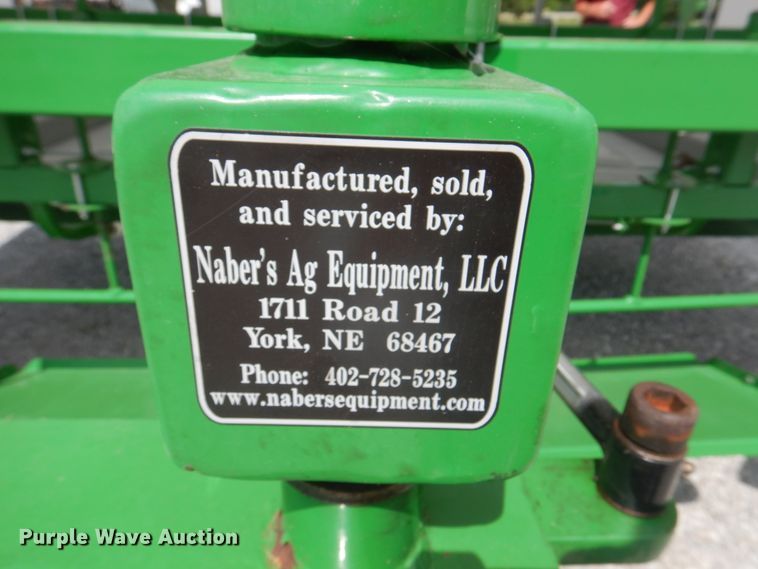 Manufactured, sold,
and serviced by:
Naber's Ag Equipment, LLC
1711 Road 12
York, NE 68467
Phone: 402-728-5235
www.nabersequipment.com
Purple Wave Auction